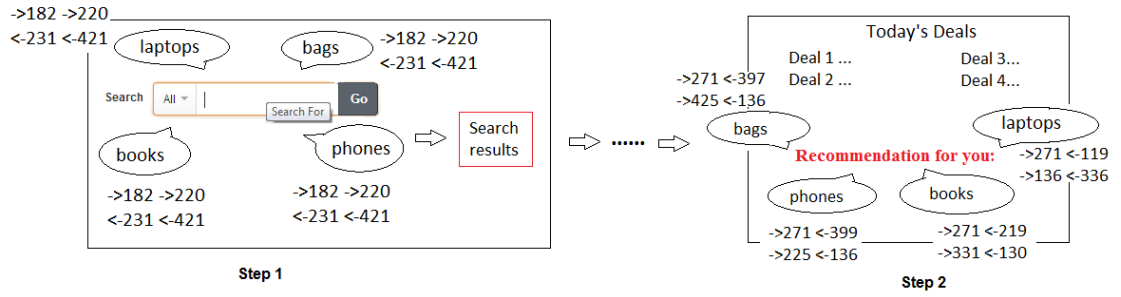 ->182 ->220
<-231 <-421
laptops
bags
->182 ->220
<-231 <-421
Search All Go
Search For
books
phones
->182 ->220
<-231 <-421
->182 ->220
<-231 <-421
Search
results
......
Step 1
Today's Deals
Deal 1 ...
Deal 2 ...
Deal 3...
Deal 4...
->271 <-397
->425 <-136
bags
laptops
->271 <-119
->136 <-336
Recommendation for you:
phones
books
->271 <-399
->225 <-136
->271 <-219
->331 <-130
Step 2